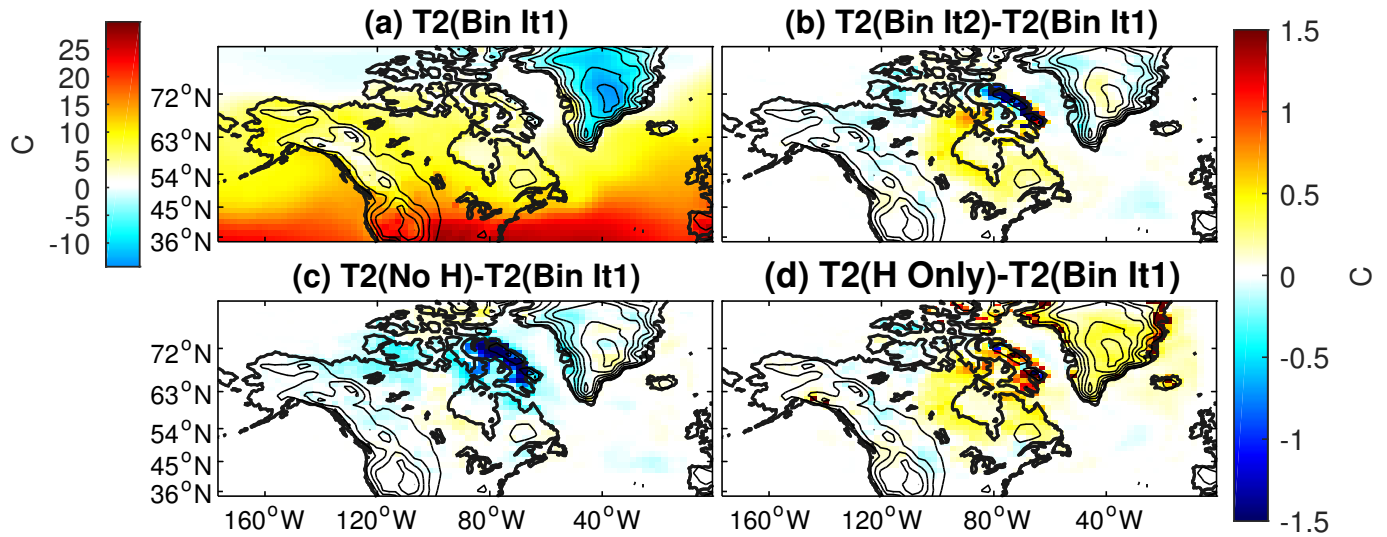 (a) T2(Bin It1)
(b) T2(Bin It2)-T2(Bin It1)
25
20
15
10
5
0
-5
-10
C
72°N
63°N
54°N
45°N
36°N
1.5
1
0.5
0
-0.5
-1
-1.5
C
(c) T2(No H)-T2(Bin It1)
(d) T2(H Only)-T2(Bin It1)
72°N
63°N
54°N
45°N
36°N
160°W 120°W 80°W 40°W
160°W 120°W 80°W 40°W